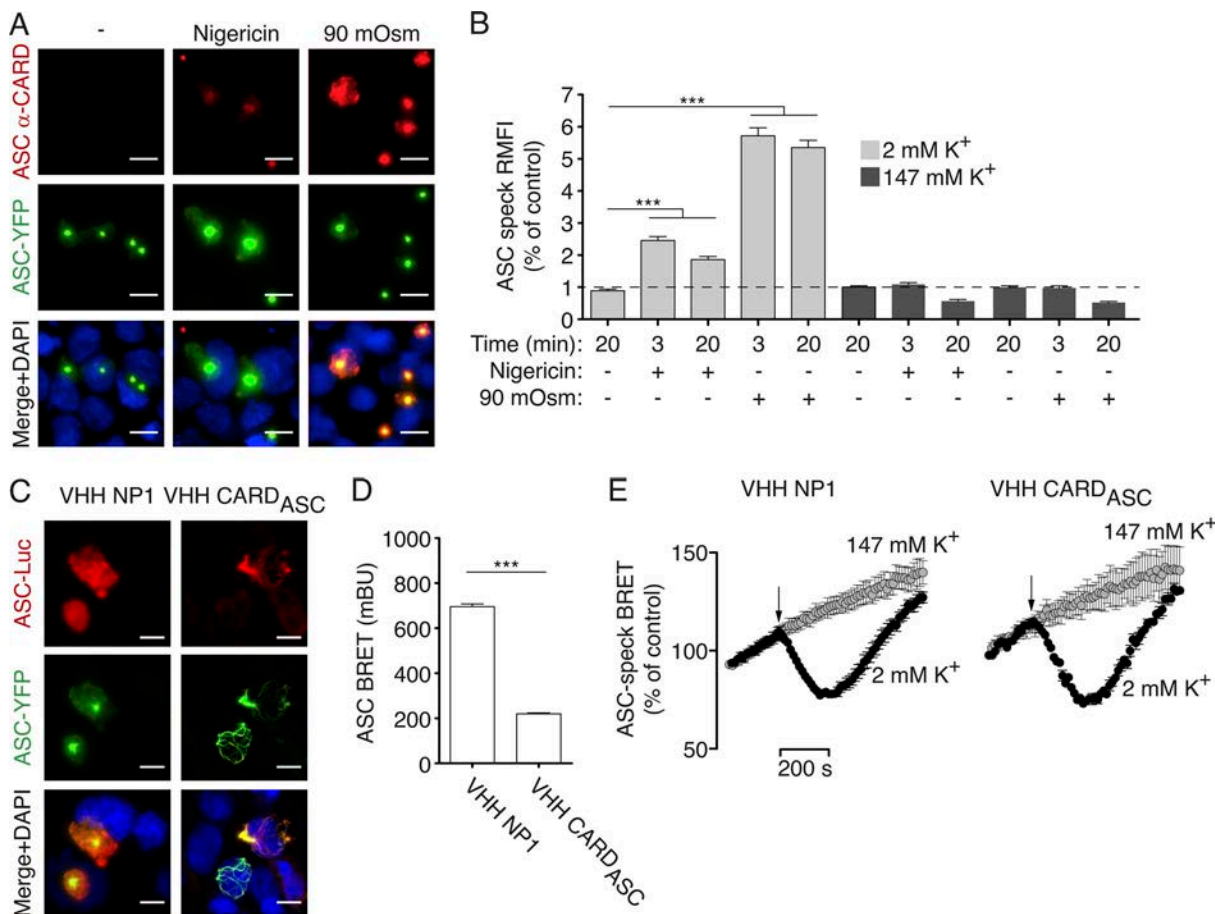 A
- Nigericin 90 mOsm
ASC α-CARD
ASC-YFP
Merge+DAPI
B
ASC speck RMFI
(% of control)
7
6
5
4
3
2
1
0
***
***
2 mM K+
147 mM K+
Time (min): 20 3 20 3 20 20 3 20 20 3 20
Nigericin: - + + - - - + + - - -
90 mOsm: - - - + + - - - - + +
C
VHH NP1 VHH CARDASC
ASC-Luc
ASC-YFP
Merge+DAPI
D
ASC BRET (mBU)
1000
800
600
400
200
0
***
VHH NP1
VHH CARDASC
E
VHH NP1 VHH CARDASC
ASC-speck BRET
(% of control)
150
100
50
147 mM K+
2 mM K+
147 mM K+
2 mM K+
200 s